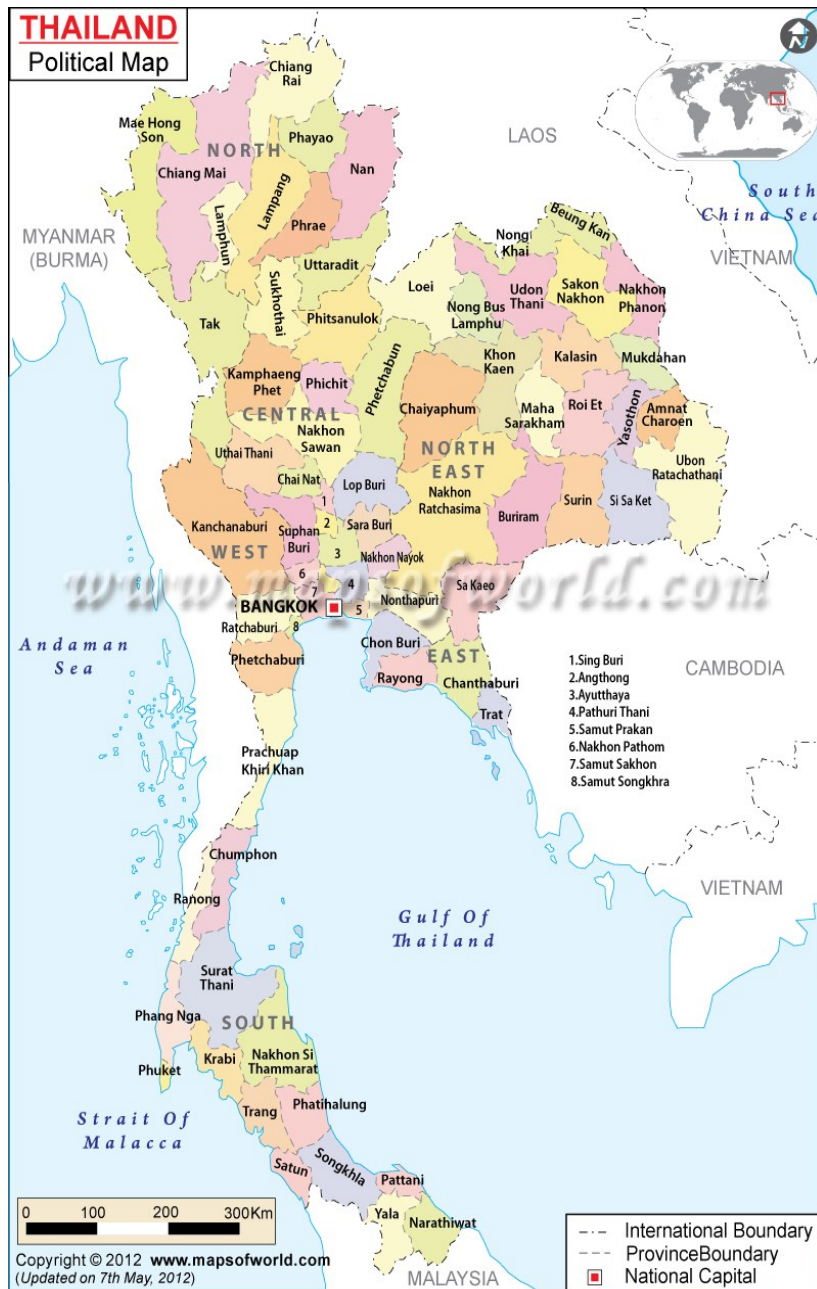 THAILAND
Political Map
N
Chiang
Rai
Mae Hong
Son
Phayao
NORTH
Chiang Mai
Nan
Lampang
Lamphun
Phrae
LAOS
South
China Sea
MYANMAR
(BURMA)
VIETNAM
Beung Kan
Nong
Khai
Uttaradit
Loei
Udon
Thani
Sakon
Nakhon
Nakhon
Phanon
Sukhothai
Tak
Phitsanulok
Nong Bus
Lamphu
Phetchabun
Khon
Kaen
Kalasin
Mukdahan
Kamphaeng
Phet
Phichit
Chaiyaphum
Maha
Sarakham
Roi Et
Yasothon
Amnat
Charoen
CENTRAL
Nakhon
Sawan
NORTH
EAST
Uthai Thani
Ubon
Ratachathani
Chai Nat
Lop Buri
Nakhon
Ratchasima
Surin
Si Sa Ket
Buriram
1
Kanchanaburi
Suphan
Buri
2
Sara Buri
WEST
3
Nakhon Nayok
www.mapsofworld.com
6
7
4
Sa Kaeo
BANGKOK
5
Nonthapuri
Ratchaburi
8
Andaman
Sea
Chon Buri
EAST
Phetchaburi
Rayong
Chanthaburi
Trat
CAMBODIA
1.Sing Buri
2.Angthong
3.Ayutthaya
4.Pathuri Thani
5.Samut Prakan
6.Nakhon Pathom
7.Samut Sakhon
8.Samut Songkhra
Prachuap
Khiri Khan
Chumphon
Ranong
VIETNAM
Gulf Of
Thailand
Surat
Thani
Phang Nga
SOUTH
Krabi
Nakhon Si
Thammarat
Phuket
Strait Of
Malacca
Trang
Phatihalung
Satun
Songkhla
Pattani
Yala
Narathiwat
MALAYSIA
0 100 200 300Km
Copyright © 2012 www.mapsofworld.com
(Updated on 7th May, 2012)
International Boundary
ProvinceBoundary
National Capital